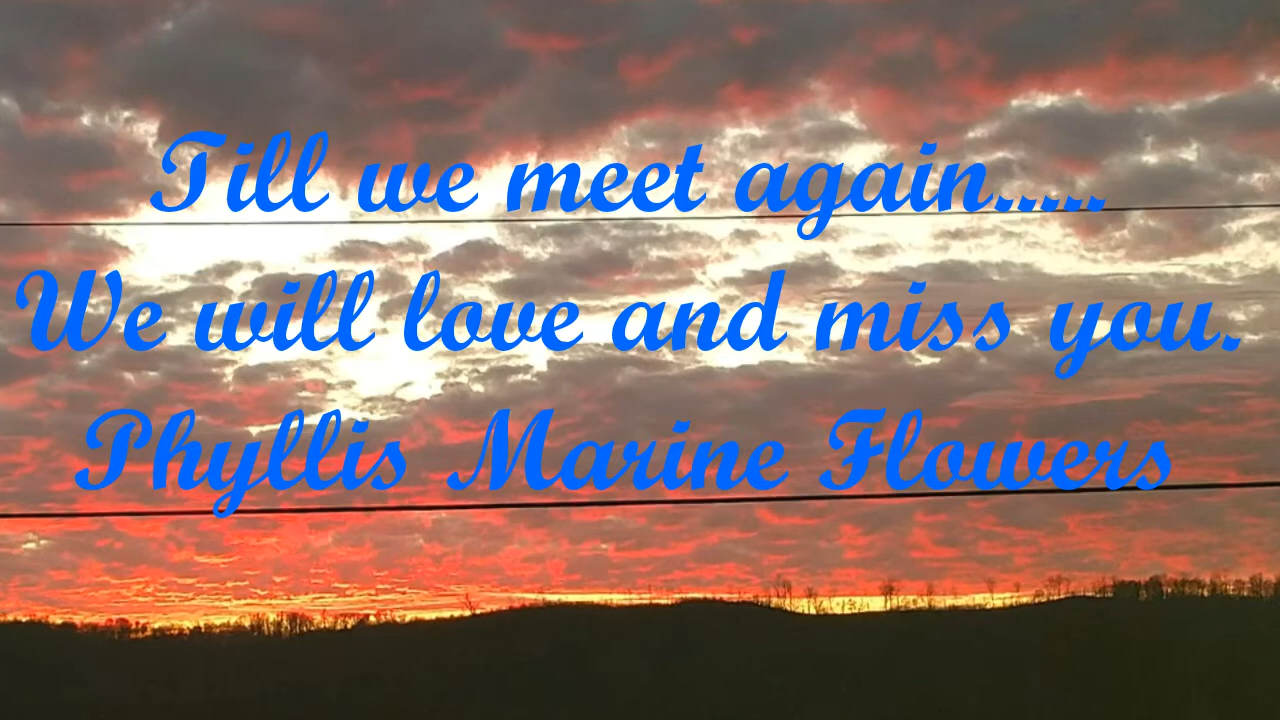 Till we meet again.....
We will love and miss you.
Phyllis Marine Flowers